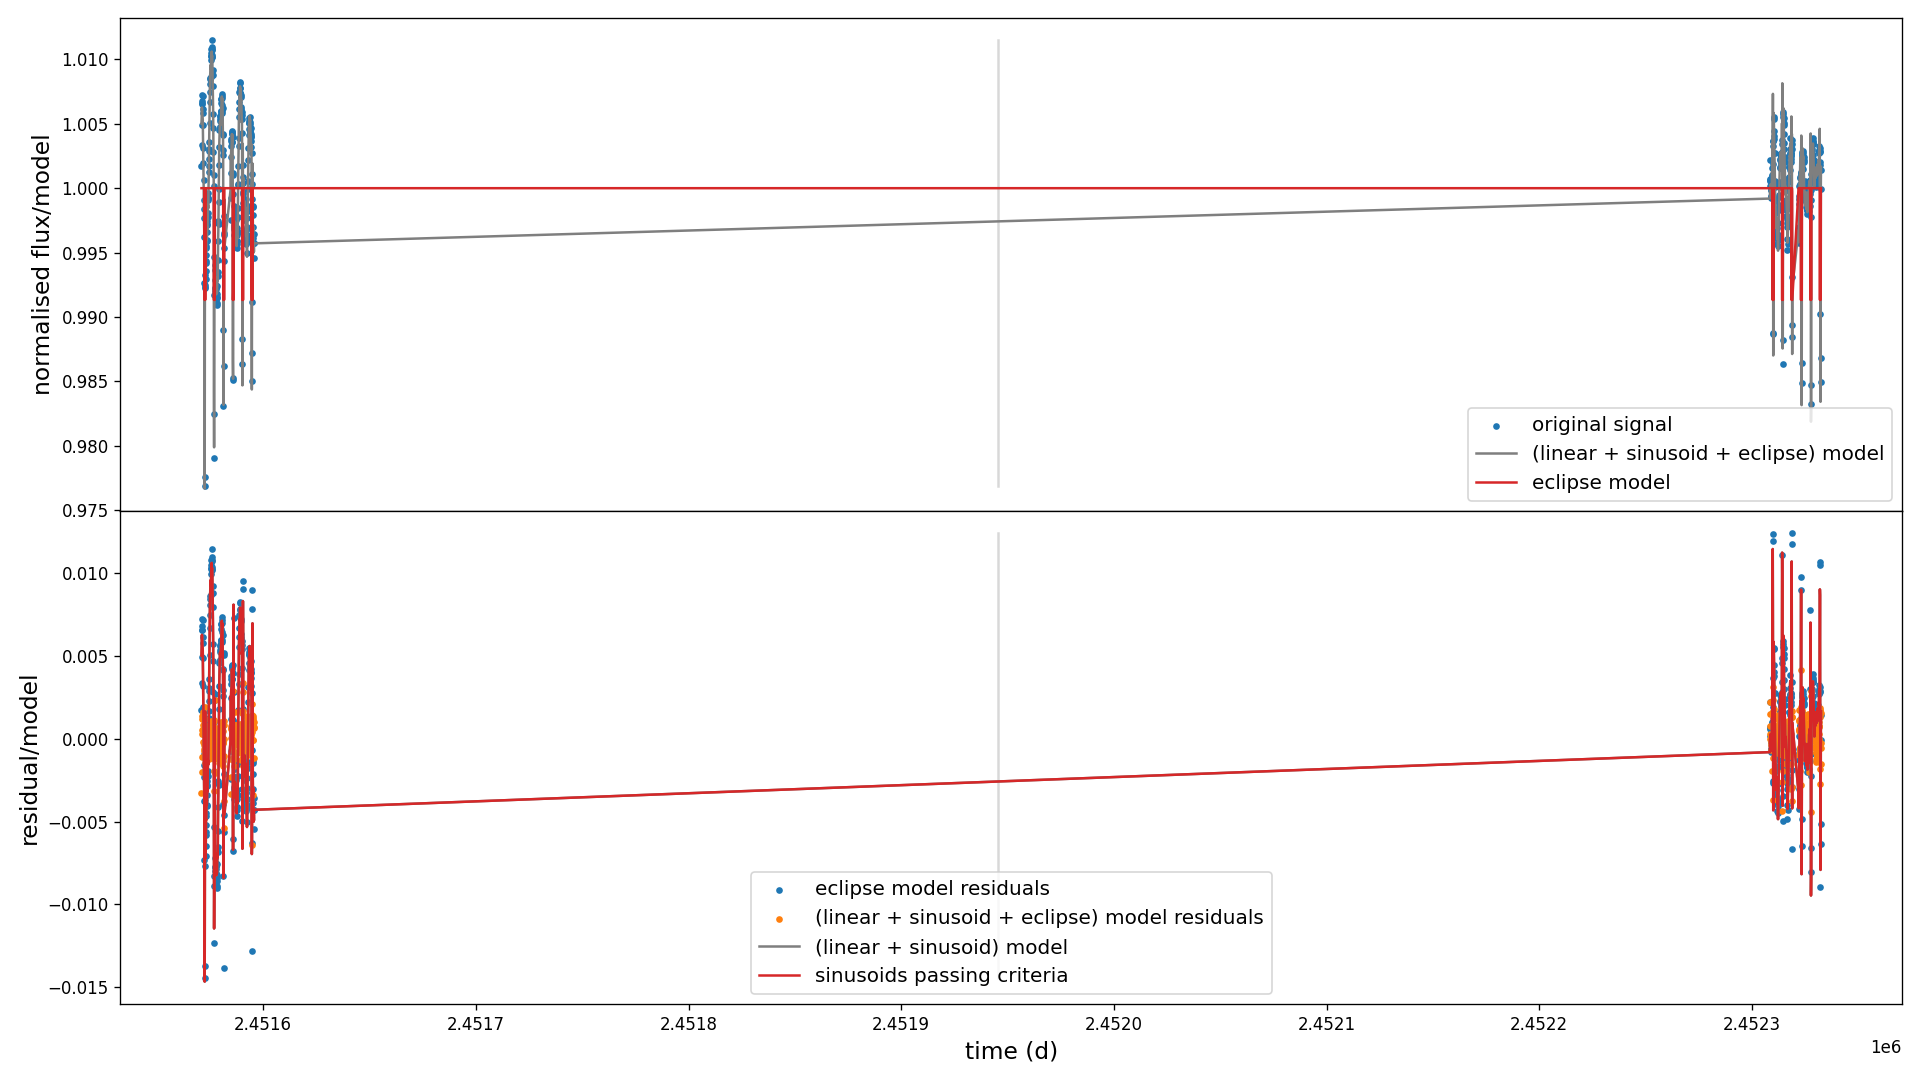 normalised flux/model
1.010
1.005
1.000
0.995
0.990
0.985
0.980
0.975
original signal
(linear + sinusoid + eclipse) model
eclipse model
residual/model
0.010
0.005
0.000
−0.005
−0.010
−0.015
eclipse model residuals
(linear + sinusoid + eclipse) model residuals
(linear + sinusoid) model
sinusoids passing criteria
2.4516 2.4517 2.4518 2.4519 2.4520 2.4521 2.4522 2.4523
time (d)
1e6